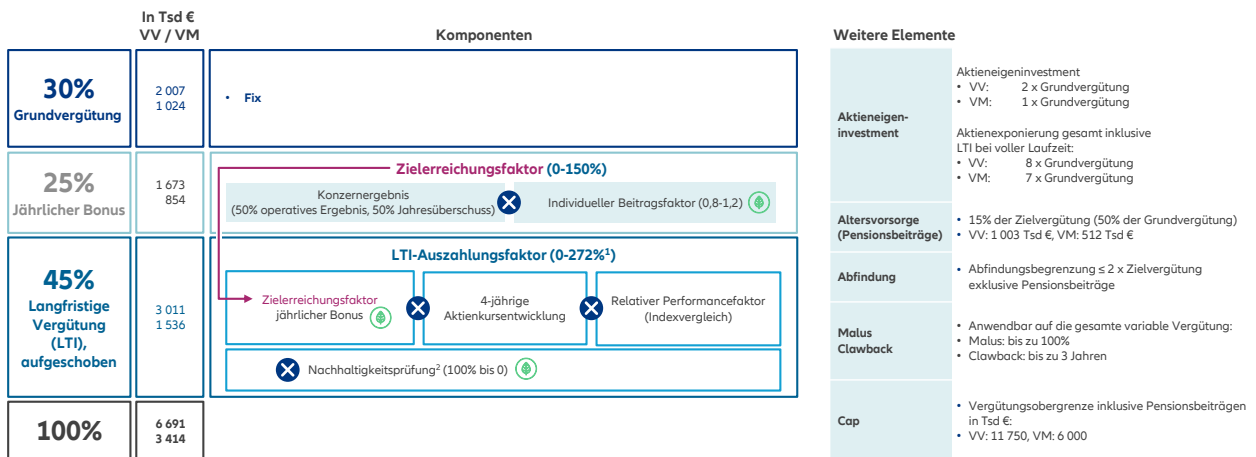 In Tsd €
VV / VM
Komponenten
Weitere Elemente
30%
Grundvergütung
2 007
1 024
• Fix
25%
Jährlicher Bonus
1 673
854
Zielerreichungsfaktor (0-150%)
Konzernergebnis
(50% operatives Ergebnis, 50% Jahresüberschuss)
Individueller Beitragsfaktor (0,8-1,2)
45%
Langfristige
Vergütung
(LTI),
aufgeschoben
3 011
1 536
LTI-Auszahlungsfaktor (0-272%¹)
Zielerreichungsfaktor
jährlicher Bonus
4-jährige
Aktienkursentwicklung
Relativer Performancefaktor
(Indexvergleich)
Nachhaltigkeitsprüfung² (100% bis 0)
100%
6 691
3 414
Aktieneigen-
investment
Aktieneigeninvestment
• VV: 2 x Grundvergütung
• VM: 1 x Grundvergütung
Aktienexponierung gesamt inklusive
LTI bei voller Laufzeit:
• VV: 8 x Grundvergütung
• VM: 7 x Grundvergütung
Altersvorsorge
(Pensionsbeiträge)
• 15% der Zielvergütung (50% der Grundvergütung)
• VV: 1 003 Tsd €, VM: 512 Tsd €
Abfindung
• Abfindungsbegrenzung ≤ 2 x Zielvergütung
exklusive Pensionsbeiträge
Malus
Clawback
• Anwendbar auf die gesamte variable Vergütung:
• Malus: bis zu 100%
• Clawback: bis zu 3 Jahren
Cap
• Vergütungsobergrenze inklusive Pensionsbeiträgen
in Tsd €:
• VV: 11 750, VM: 6 000